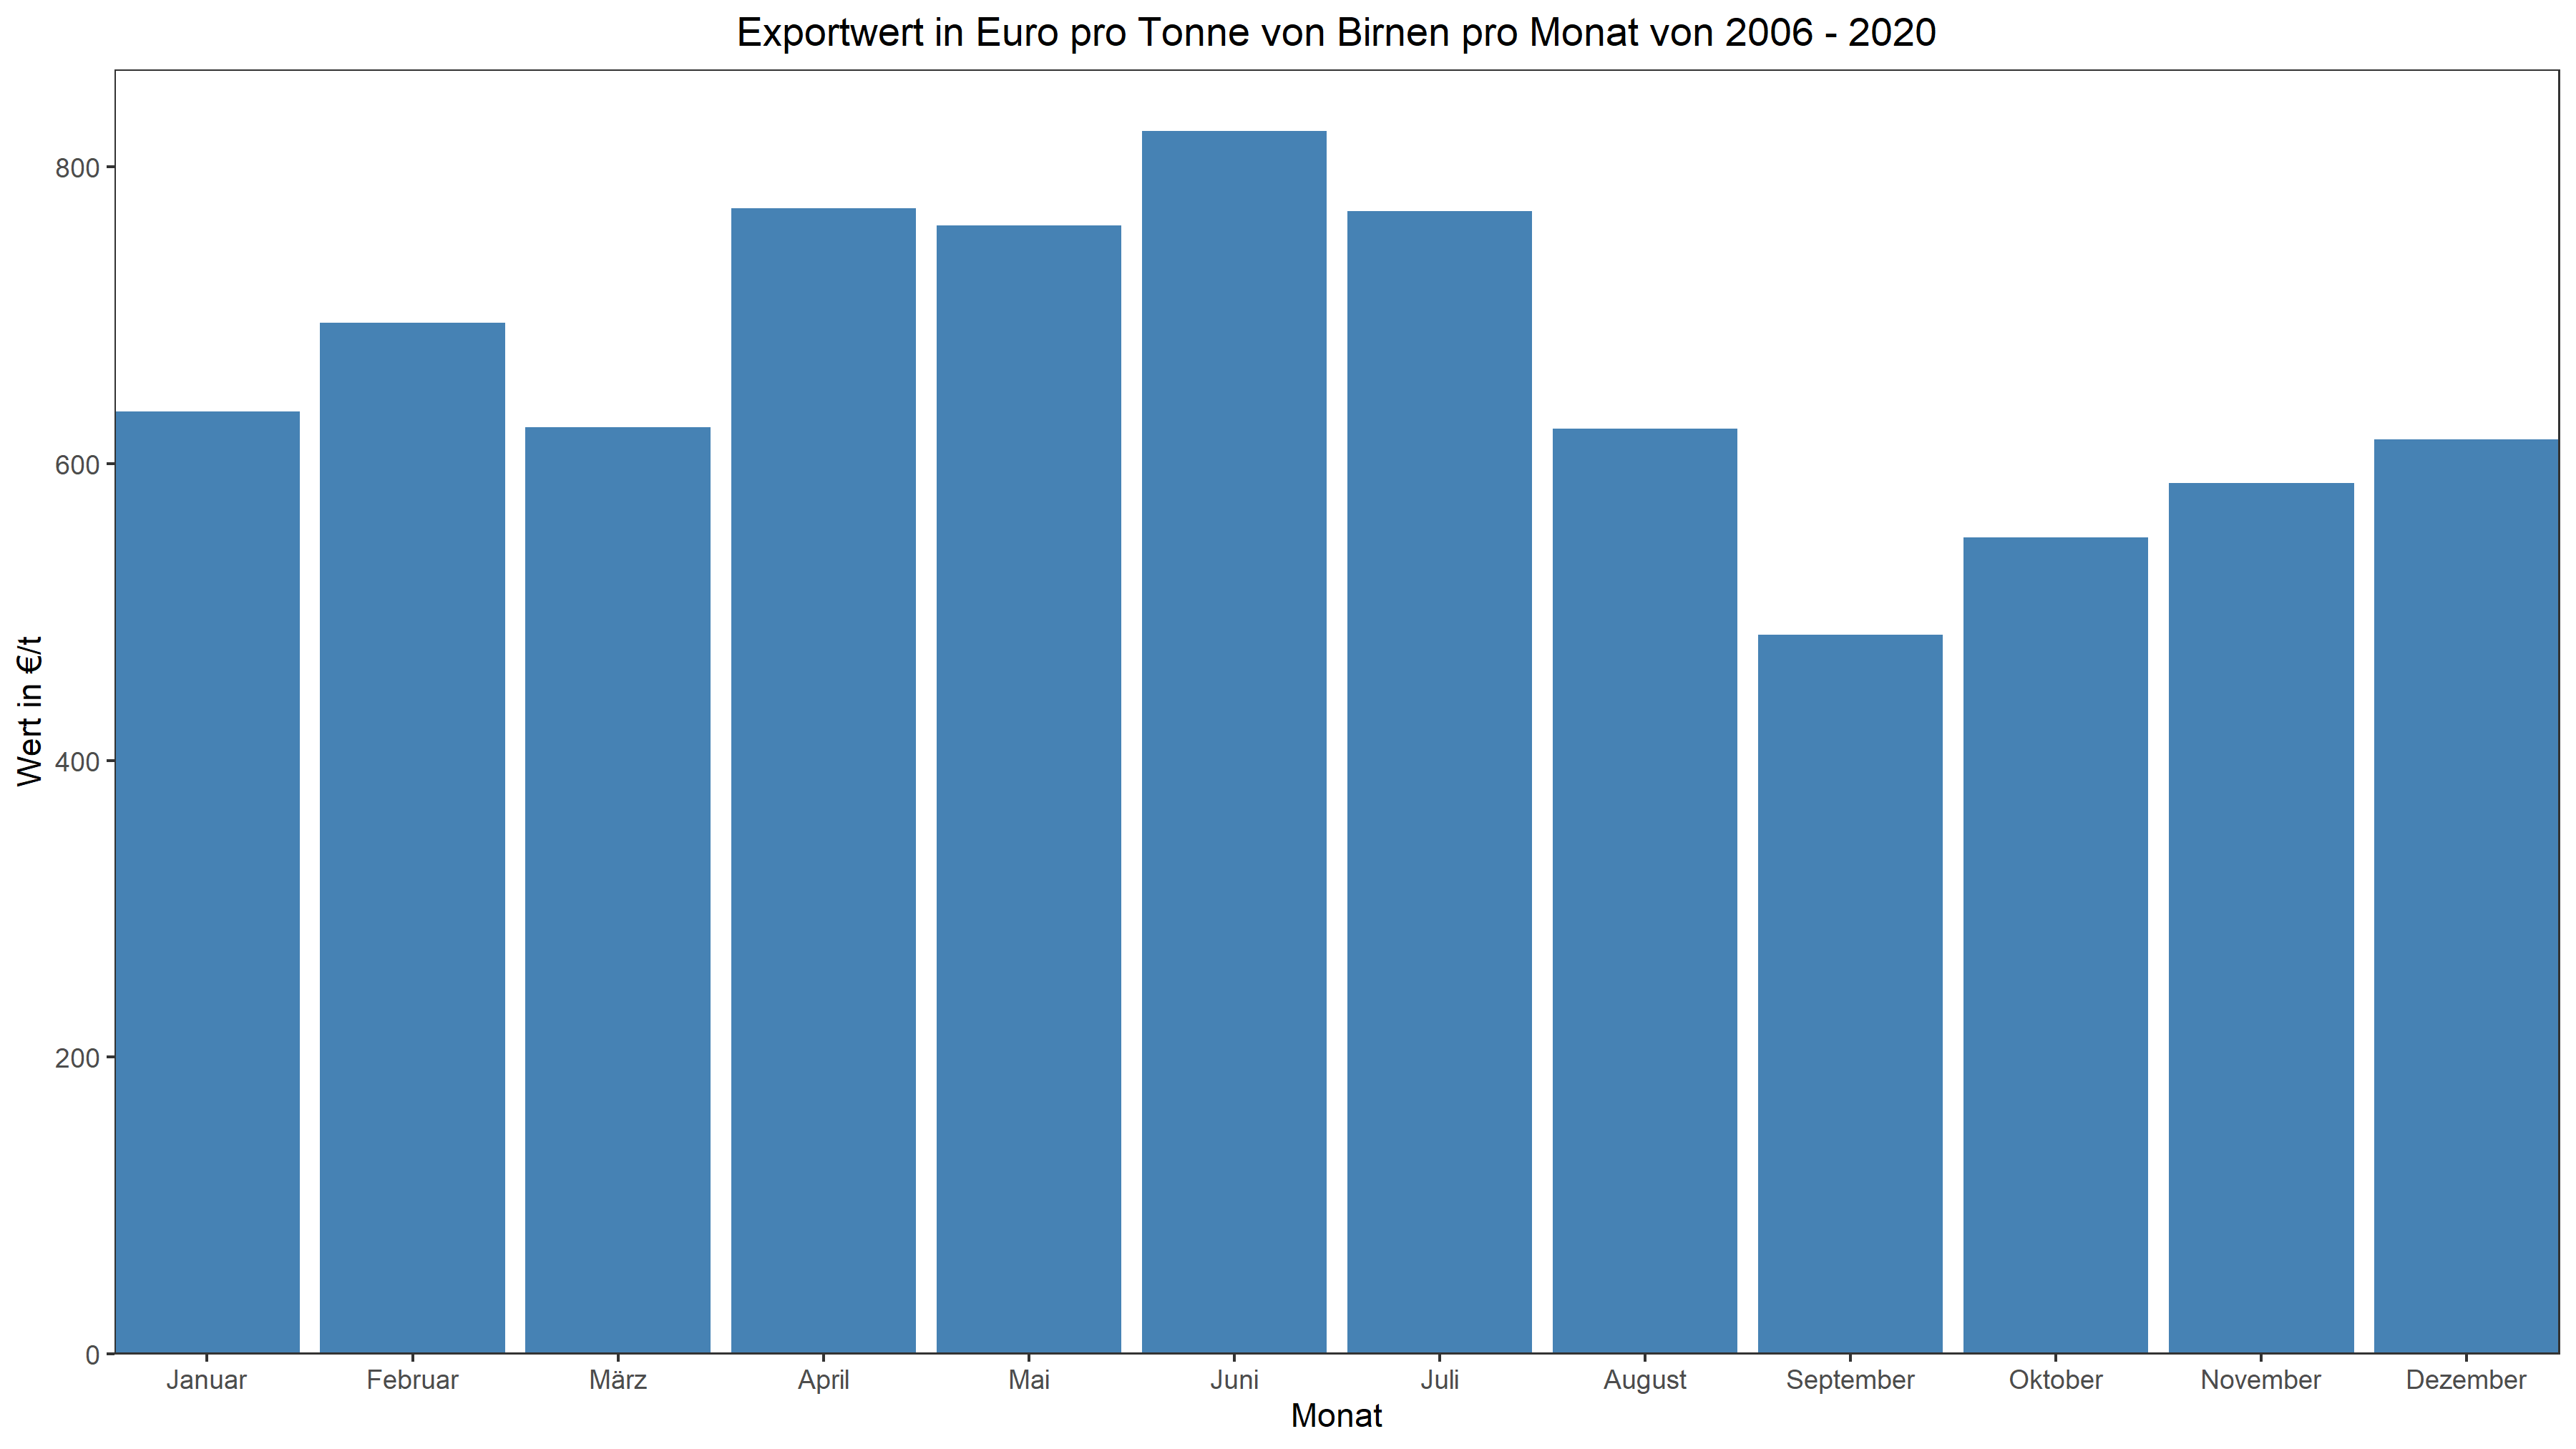 Exportwert in Euro pro Tonne von Birnen pro Monat von 2006 - 2020
Wert in €/t
800
600
400
200
0
Januar Februar März April Mai Juni Juli August September Oktober November Dezember
Monat